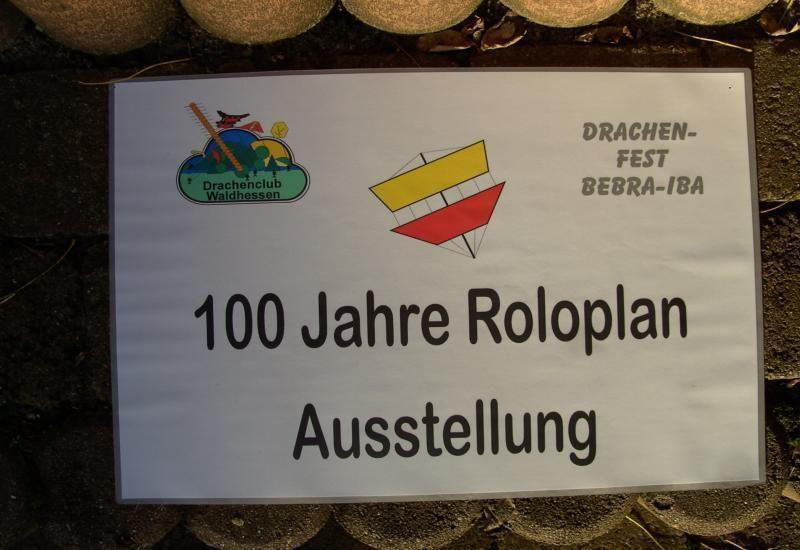 Drachenclub
Waldhessen
DRACHEN-
FEST
BEBRA-IBA
100 Jahre Roloplan
Ausstellung